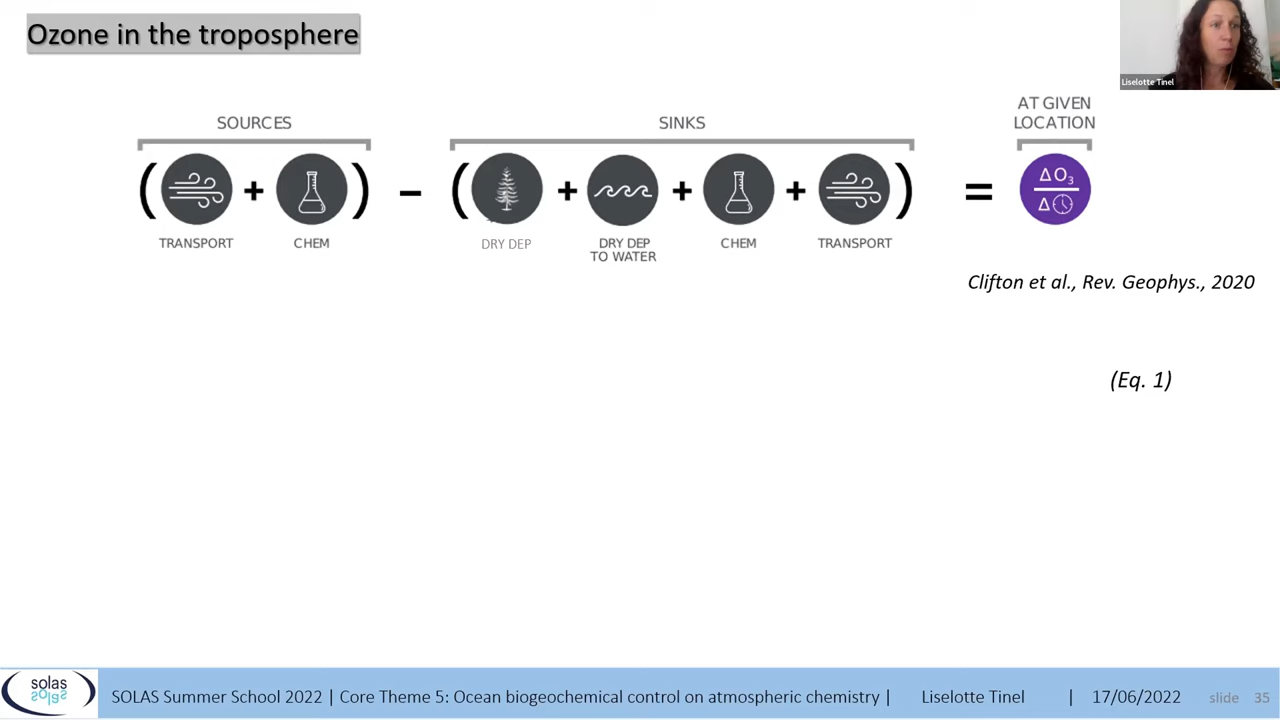 Ozone in the troposphere
Liselotte Tinel
SOURCES
SINKS
AT GIVEN
LOCATION
( + ) – ( + + + ) = ΔO₃
Δ
TRANSPORT CHEM DRY DEP DRY DEP CHEM TRANSPORT
TO WATER
Clifton et al., Rev. Geophys., 2020
(Eq. 1)
solas
SOLAS Summer School 2022 | Core Theme 5: Ocean biogeochemical control on atmospheric chemistry | Liselotte Tinel | 17/06/2022 slide 35